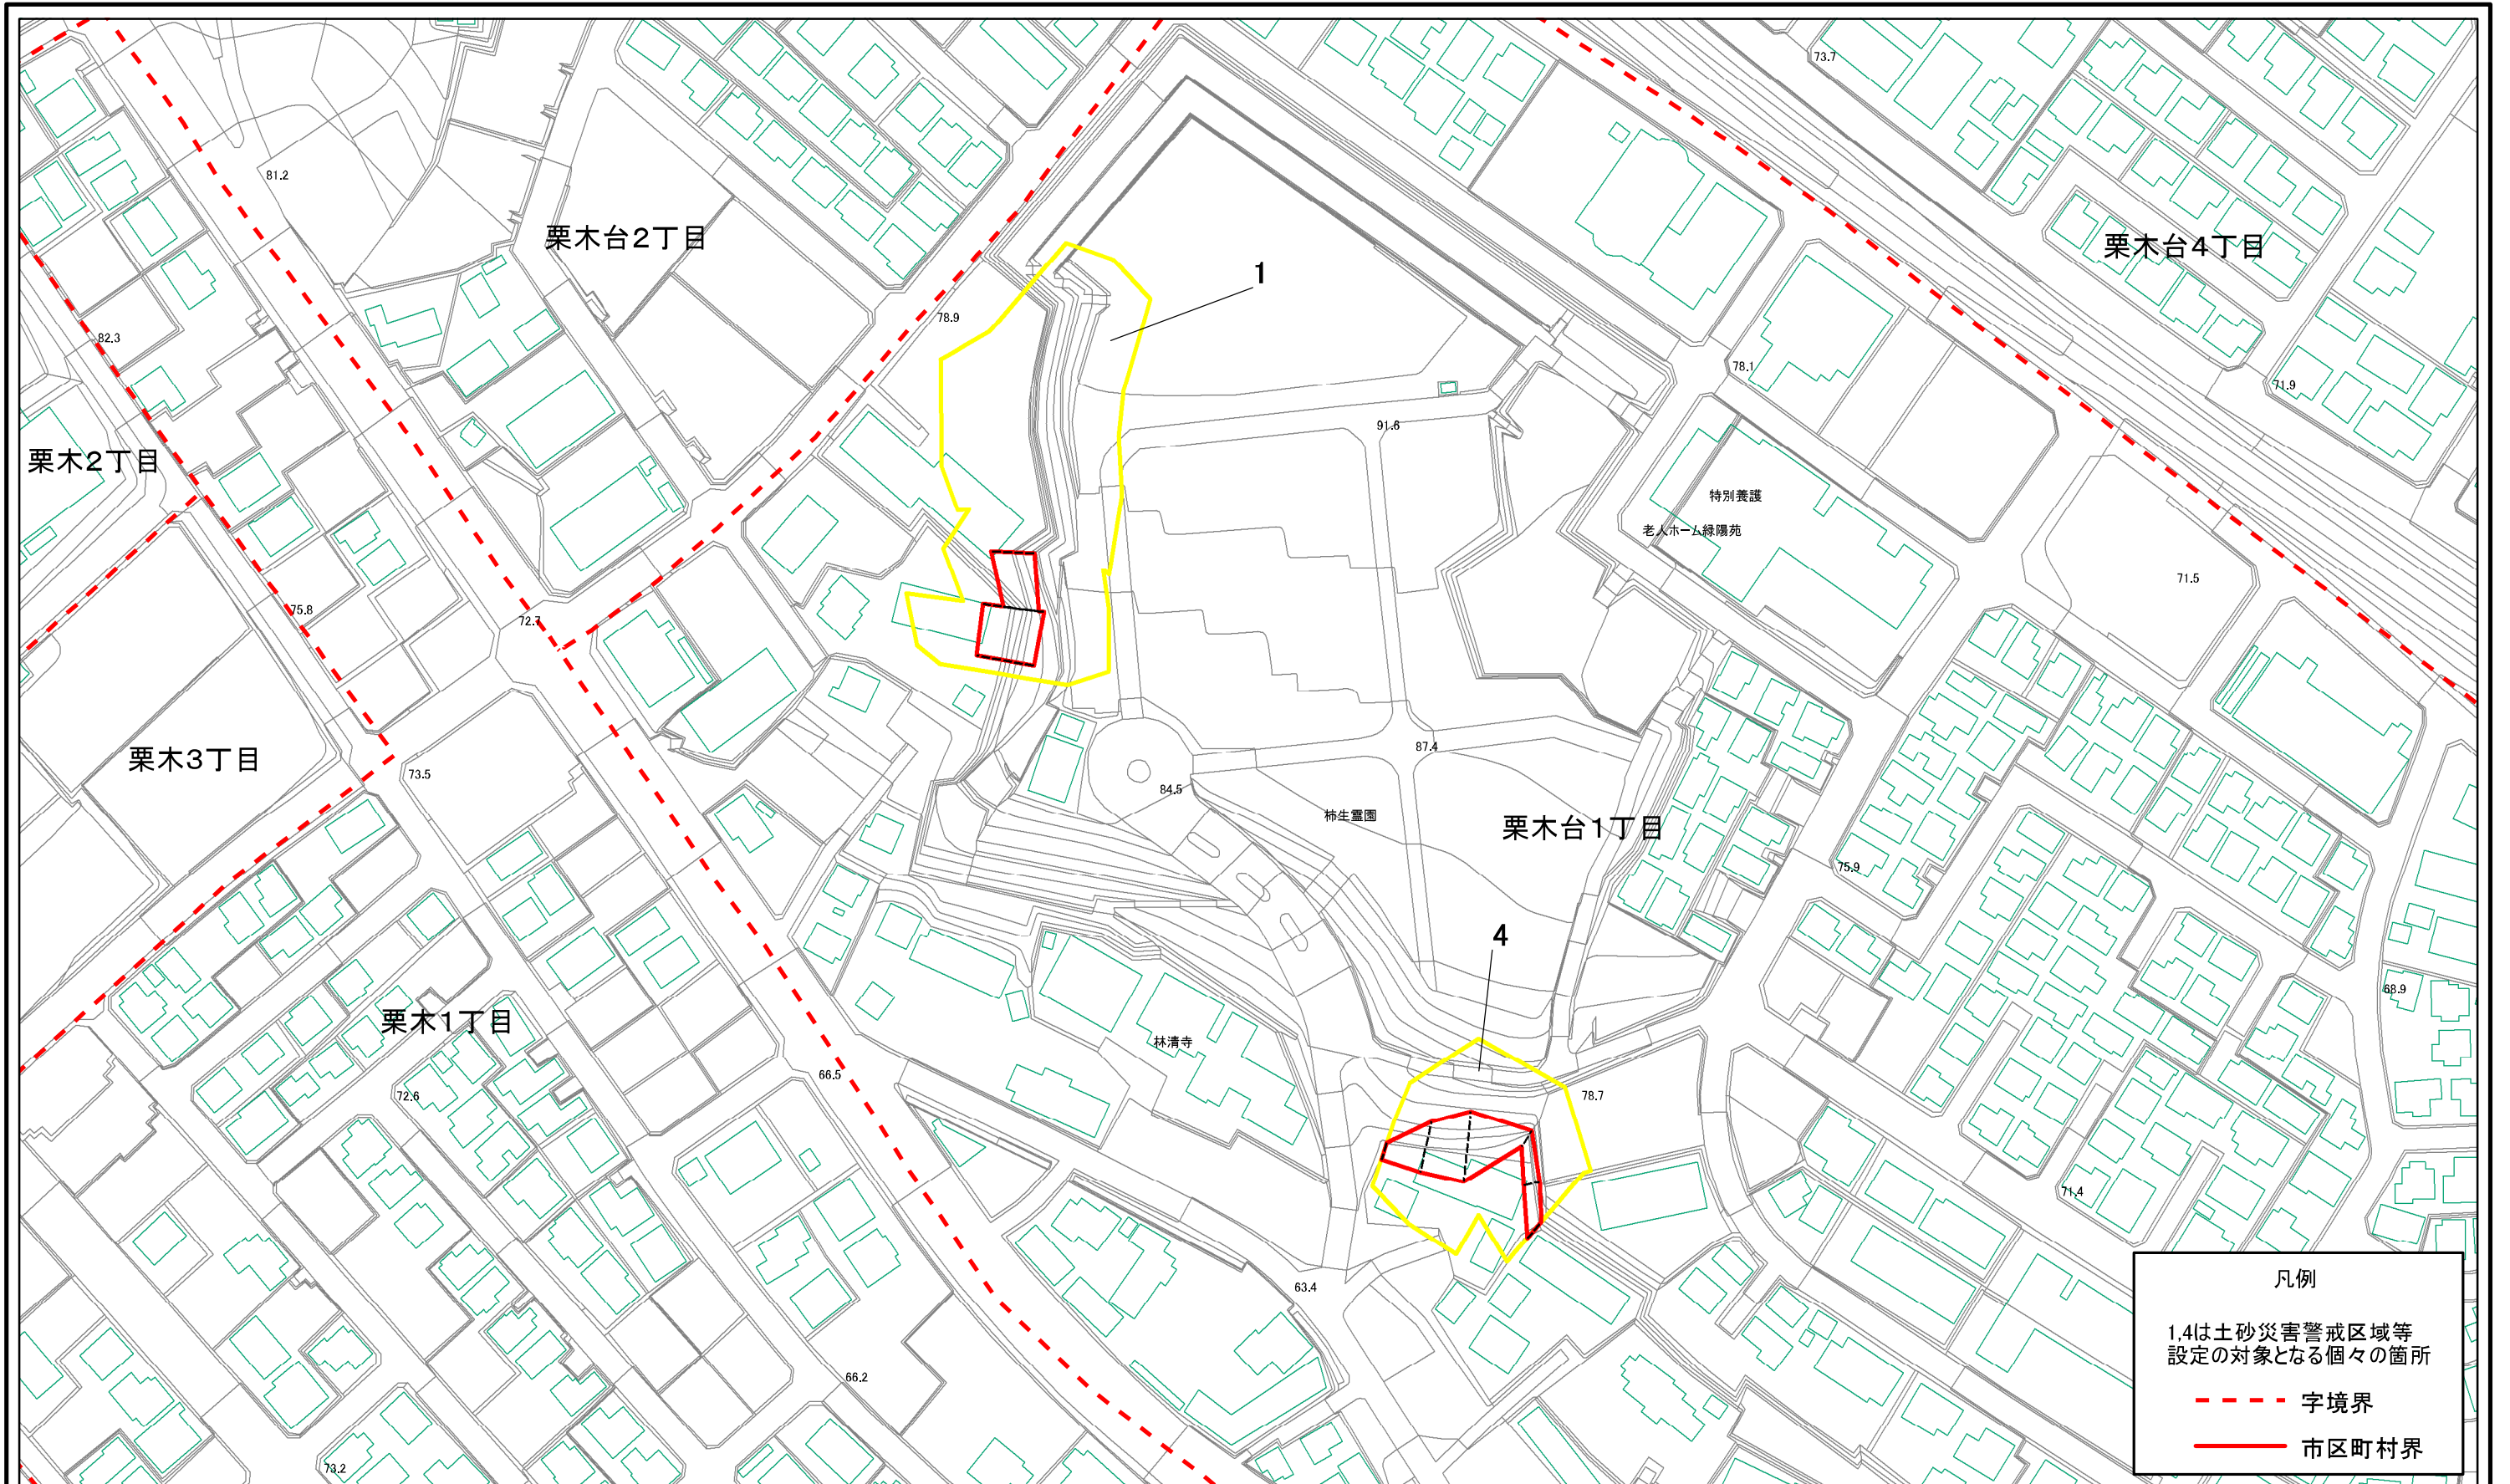 73.7
81.2
栗木台2丁目
栗木台4丁目
1
78.9
82.3
78.1
71.9
91.6
栗木2丁目
特別養護
老人ホーム緑陽苑
71.5
75.8
72.7
87.4
栗木3丁目
73.5
84.5
柿生霊園
栗木台1丁目
75.9
4
68.9
栗木1丁目
林清寺
66.5
72.6
78.7
71.4
63.4
66.2
73.2
凡例
1,4は土砂災害警戒区域等
設定の対象となる個々の箇所
字境界
市区町村界